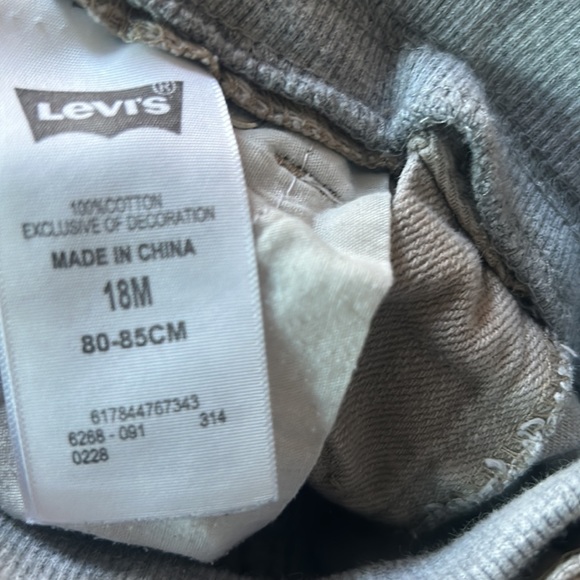 LEVI'S®
100% COTTON
EXCLUSIVE OF DECORATION
MADE IN CHINA
18M
80-85CM
617844767343
6268 - 091 314
0228